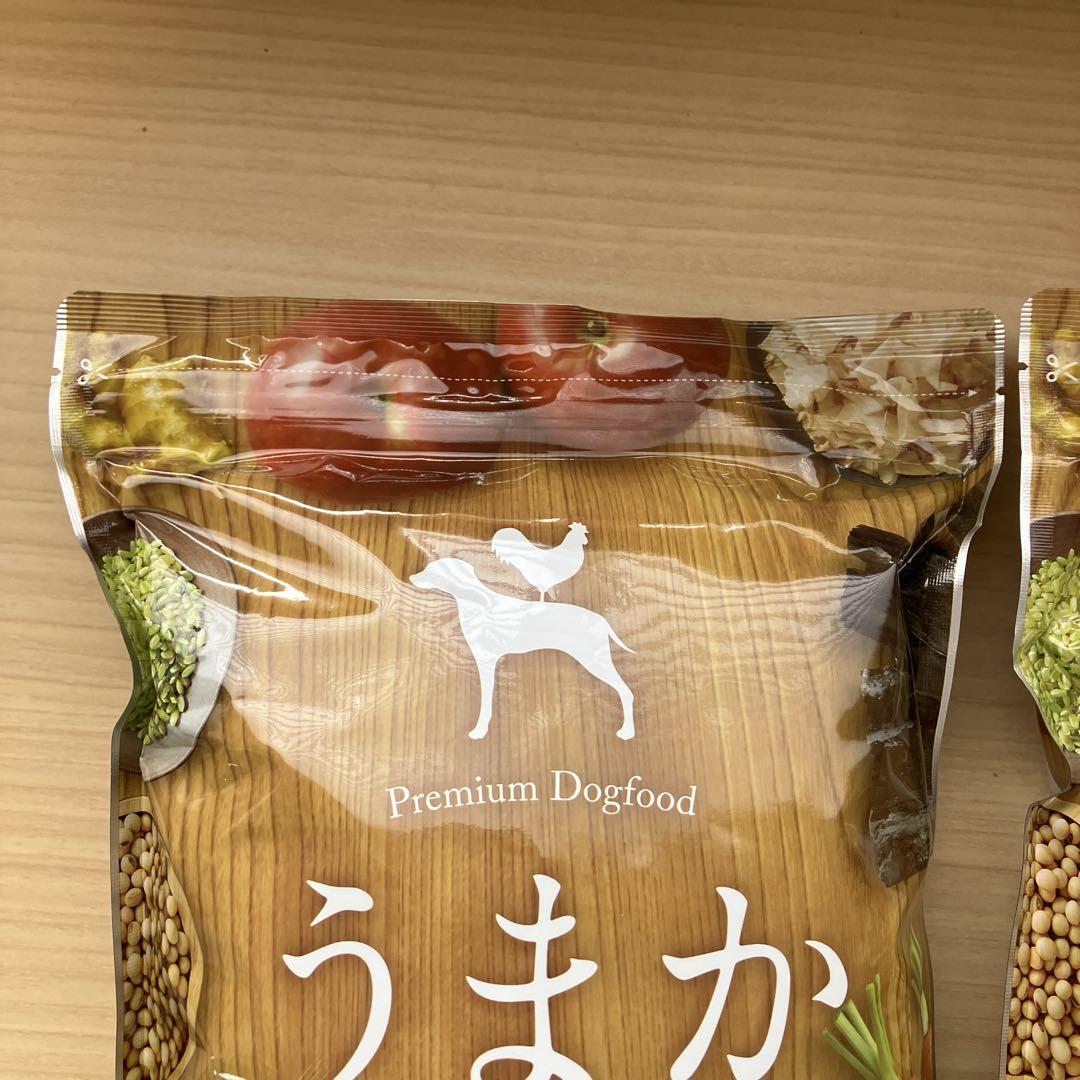 Premium Dogfood
うまか